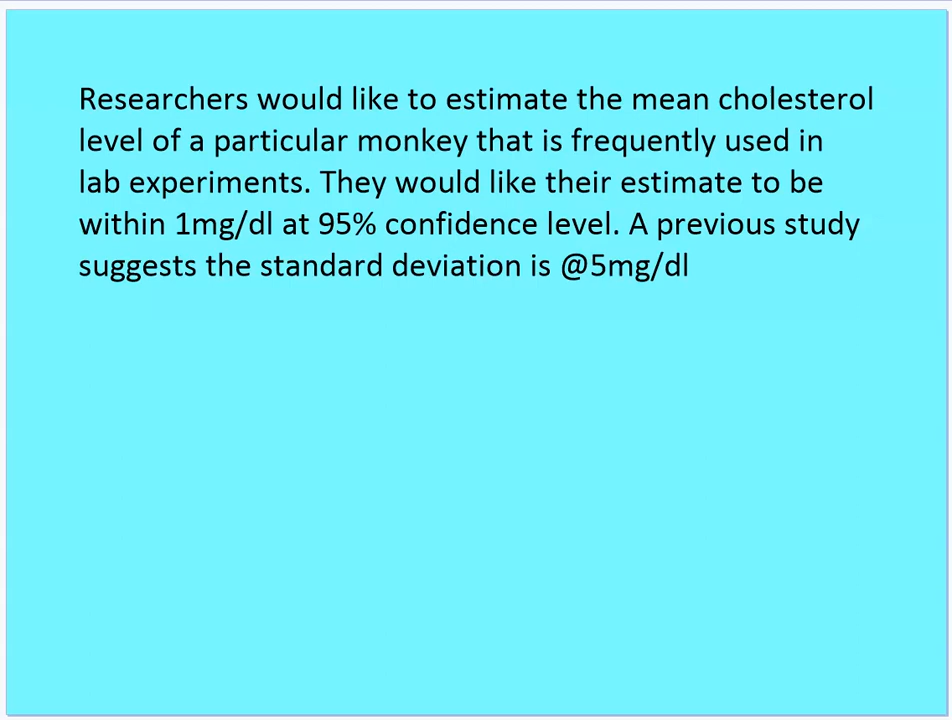 Researchers would like to estimate the mean cholesterol
level of a particular monkey that is frequently used in
lab experiments. They would like their estimate to be
within 1mg/dl at 95% confidence level. A previous study
suggests the standard deviation is @5mg/dl